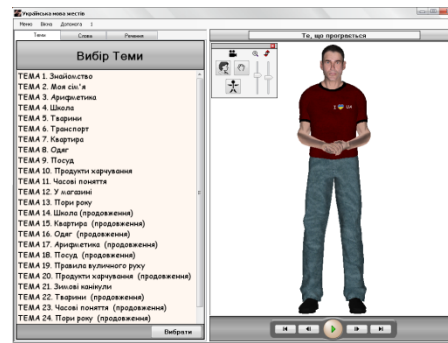 Українська мова жестів
Меню Вікна Допомога 1
Теми Слова Речення
Вибір Теми
ТЕМА 1. Знайомство
ТЕМА 2. Моя сім'я
ТЕМА 3. Арифметика
ТЕМА 4. Школа
ТЕМА 5. Тварини
ТЕМА 6. Транспорт
ТЕМА 7. Квартира
ТЕМА 8. Одяг
ТЕМА 9. Посуд
ТЕМА 10. Продукти харчування
ТЕМА 11. Часові поняття
ТЕМА 12. У магазині
ТЕМА 13. Пори року
ТЕМА 14. Школа (продовження)
ТЕМА 15. Квартира (продовження)
ТЕМА 16. Одяг (продовження)
ТЕМА 17. Арифметика (продовження)
ТЕМА 18. Посуд (продовження)
ТЕМА 19. Правила вуличного руху
ТЕМА 20. Продукти харчування (продовження)
ТЕМА 21. Зимові канікули
ТЕМА 22. Тварини (продовження)
ТЕМА 23. Часові поняття (продовження)
ТЕМА 24. Пори року (продовження)
Вибрати
Те, що програється
I UA